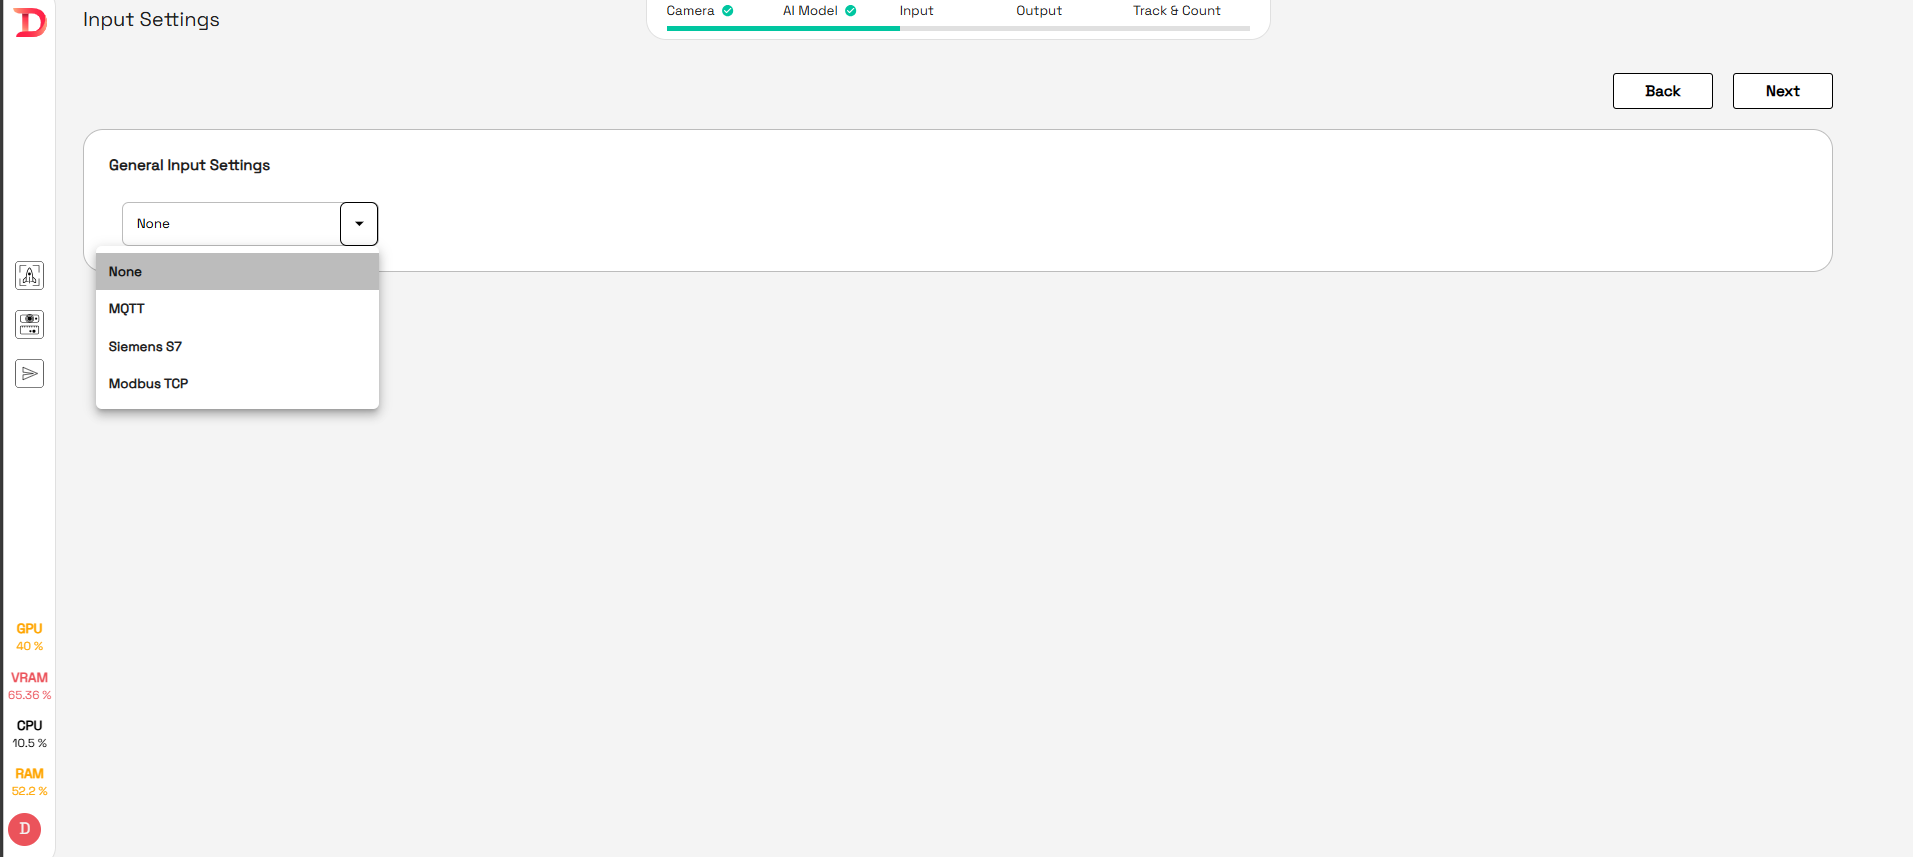 D
Input Settings
Camera
AI Model
Input
Output
Track & Count
Back
Next
General Input Settings
None
None
MQTT
Siemens S7
Modbus TCP
GPU
40 %
VRAM
65.36 %
CPU
10.5 %
RAM
52.2 %
D